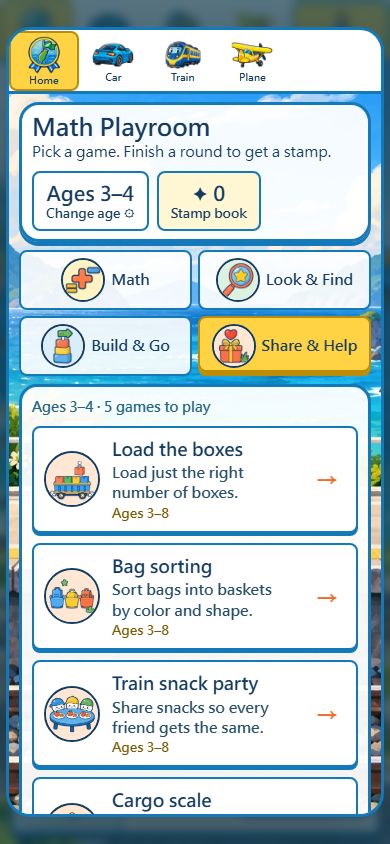 Home
Car
Train
Plane
Math Playroom
Pick a game. Finish a round to get a stamp.
Ages 3–4
Change age ⚙
✦ 0
Stamp book
Math
Look & Find
Build & Go
Share & Help
Ages 3–4 · 5 games to play
Load the boxes
Load just the right
number of boxes.
Ages 3–8
→
Bag sorting
Sort bags into baskets
by color and shape.
Ages 3–8
→
Train snack party
Share snacks so every
friend gets the same.
Ages 3–8
→
Cargo scale